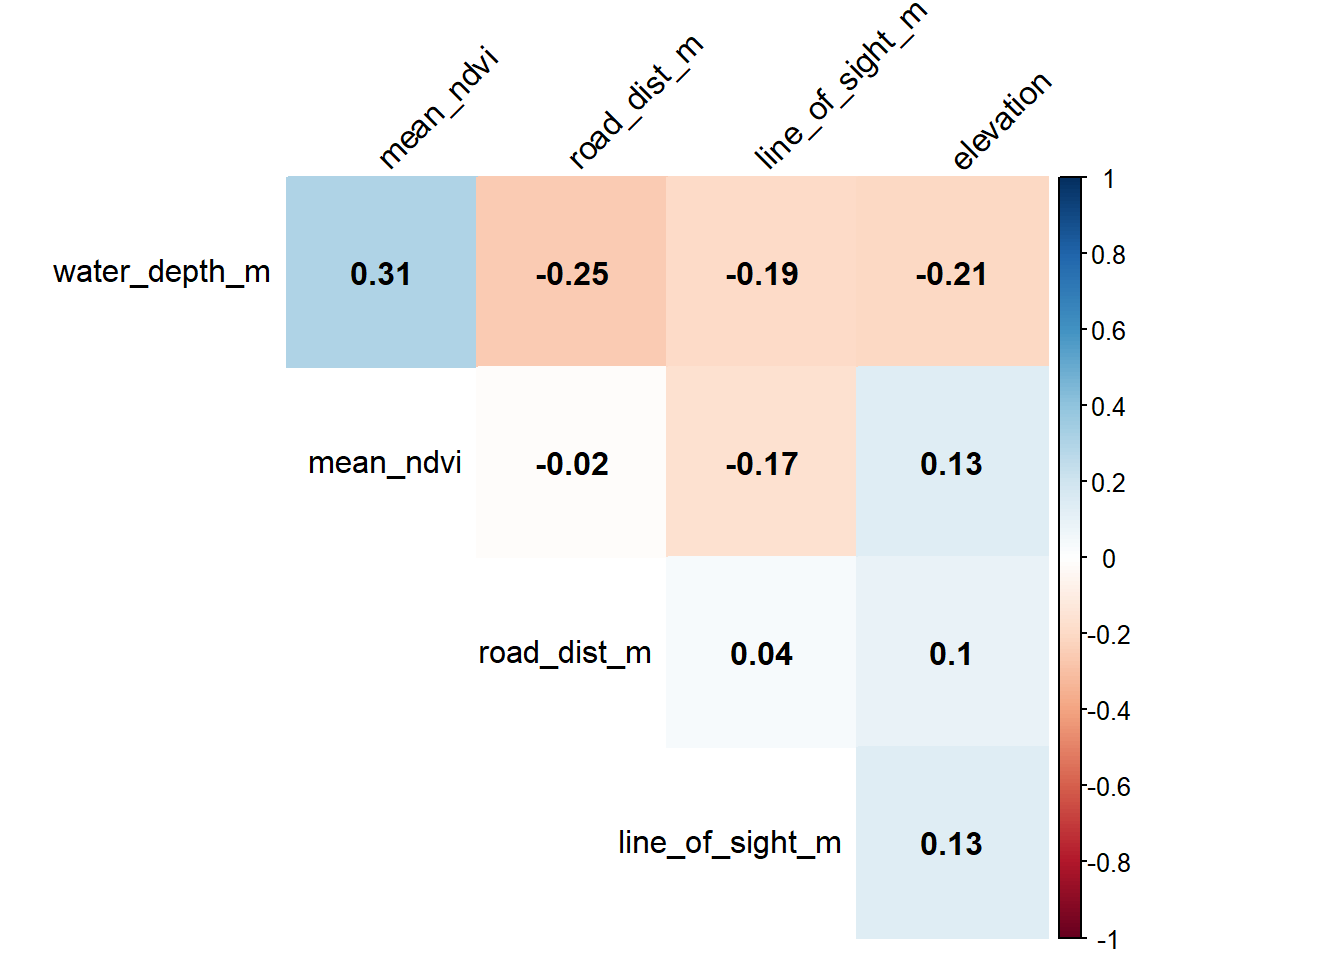 mean_ndvi road_dist_m line_of_sight_m elevation
water_depth_m 0.31 -0.25 -0.19 -0.21
mean_ndvi -0.02 -0.17 0.13
road_dist_m 0.04 0.1
line_of_sight_m 0.13
1
0.8
0.6
0.4
0.2
0
-0.2
-0.4
-0.6
-0.8
-1